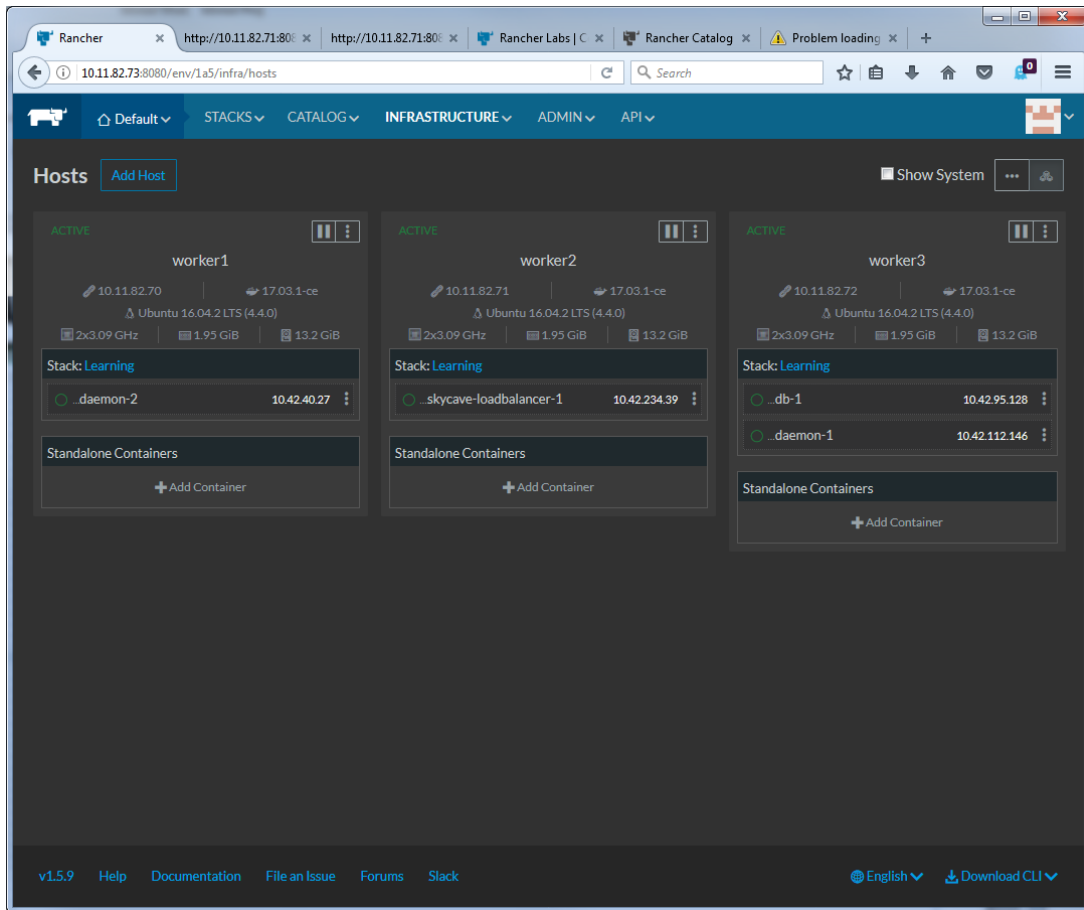 Rancher http://10.11.82.71:808 http://10.11.82.71:808 Rancher Labs | C Rancher Catalog Problem loading
10.11.82.73:8080/env/1a5/infra/hosts Search 0
Default STACKS CATALOG INFRASTRUCTURE ADMIN API
Hosts Add Host Show System
ACTIVE ACTIVE ACTIVE
worker1 worker2 worker3
10.11.82.70 17.03.1-ce 10.11.82.71 17.03.1-ce 10.11.82.72 17.03.1-ce
Ubuntu 16.04.2 LTS (4.4.0) Ubuntu 16.04.2 LTS (4.4.0) Ubuntu 16.04.2 LTS (4.4.0)
2x3.09 GHz 1.95 GiB 13.2 GiB 2x3.09 GHz 1.95 GiB 13.2 GiB 2x3.09 GHz 1.95 GiB 13.2 GiB
Stack: Learning Stack: Learning Stack: Learning
...daemon-2 10.42.40.27 ...skycave-loadbalancer-1 10.42.234.39 ...db-1 10.42.95.128
...daemon-1 10.42.112.146
Standalone Containers Standalone Containers
Add Container Add Container Standalone Containers
Add Container
v1.5.9 Help Documentation File an Issue Forums Slack English Download CLI